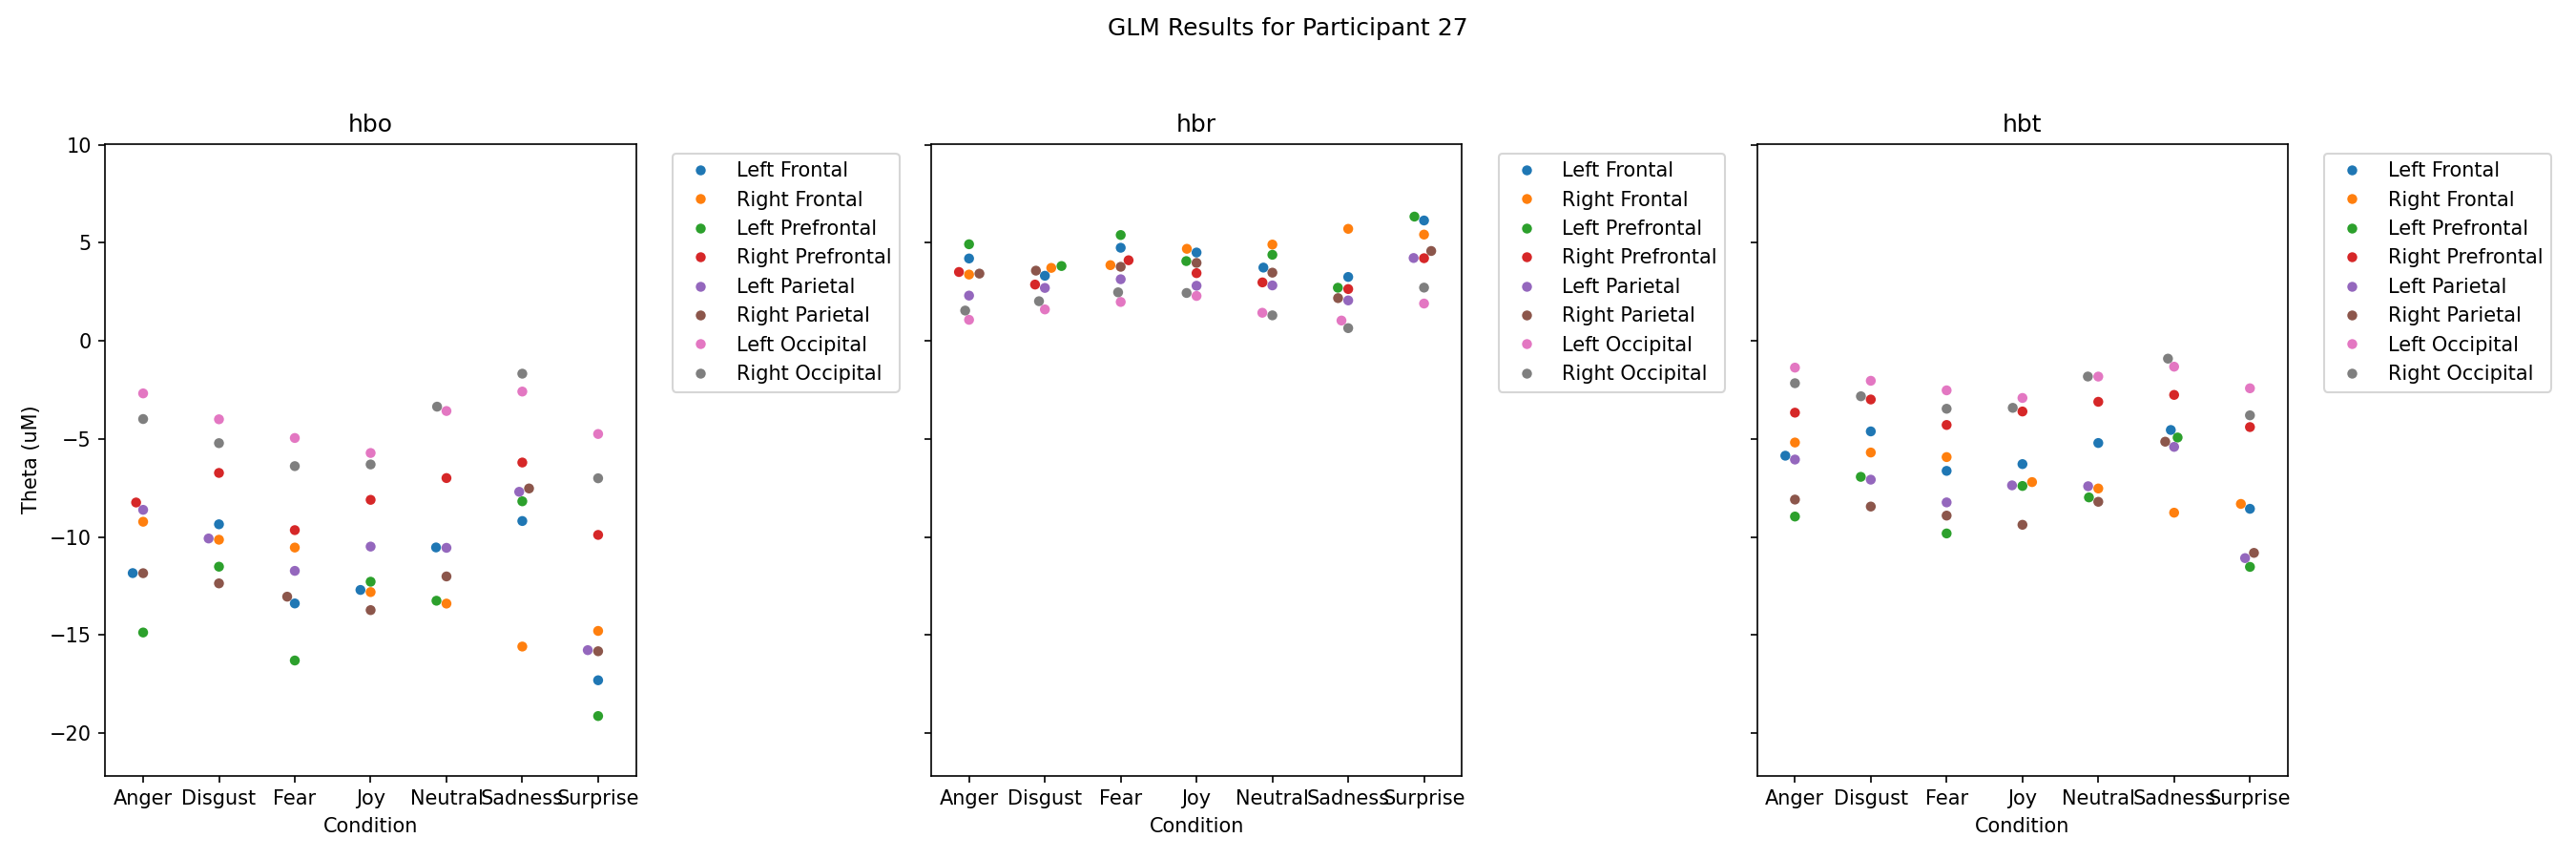 GLM Results for Participant 27
hbo
hbr
hbt
10
5
0
−5
−10
−15
−20
Theta (uM)
Left Frontal
Right Frontal
Left Prefrontal
Right Prefrontal
Left Parietal
Right Parietal
Left Occipital
Right Occipital
Left Frontal
Right Frontal
Left Prefrontal
Right Prefrontal
Left Parietal
Right Parietal
Left Occipital
Right Occipital
Left Frontal
Right Frontal
Left Prefrontal
Right Prefrontal
Left Parietal
Right Parietal
Left Occipital
Right Occipital
Anger Disgust Fear Joy Neutral Sadness Surprise
Condition
Anger Disgust Fear Joy Neutral Sadness Surprise
Condition
Anger Disgust Fear Joy Neutral Sadness Surprise
Condition